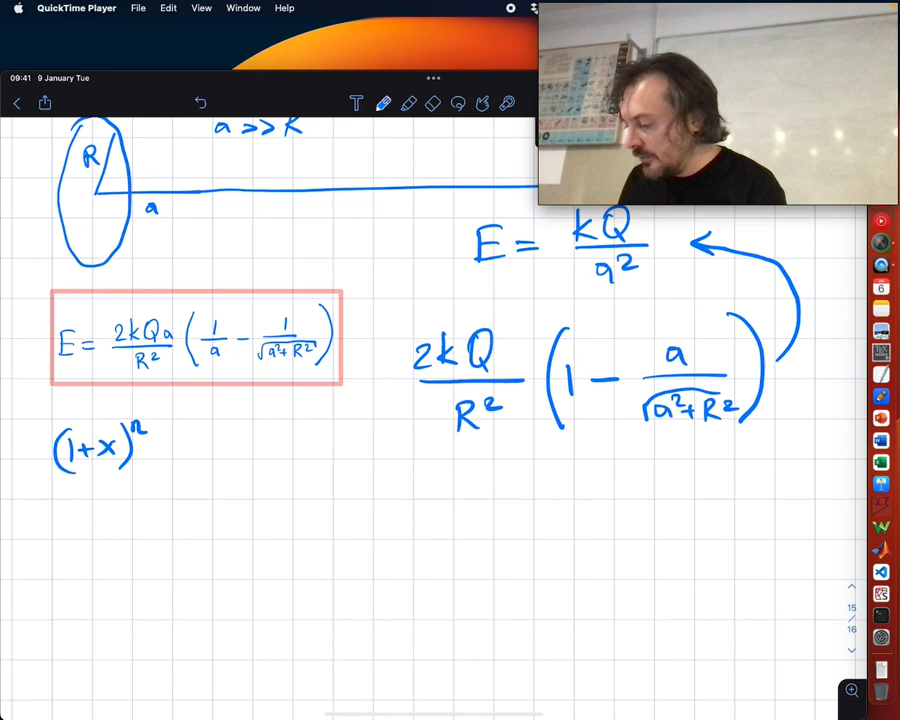 QuickTime Player File Edit View Window Help
09:41 9 January Tue
a >> R
R
a
E = kQ / a²
E = 2kQa / R² ( 1/a - 1/√(a²+R²) )
2kQ / R² ( 1 - a/√(a²+R²) )
(1+x)ⁿ
15
/
16
6